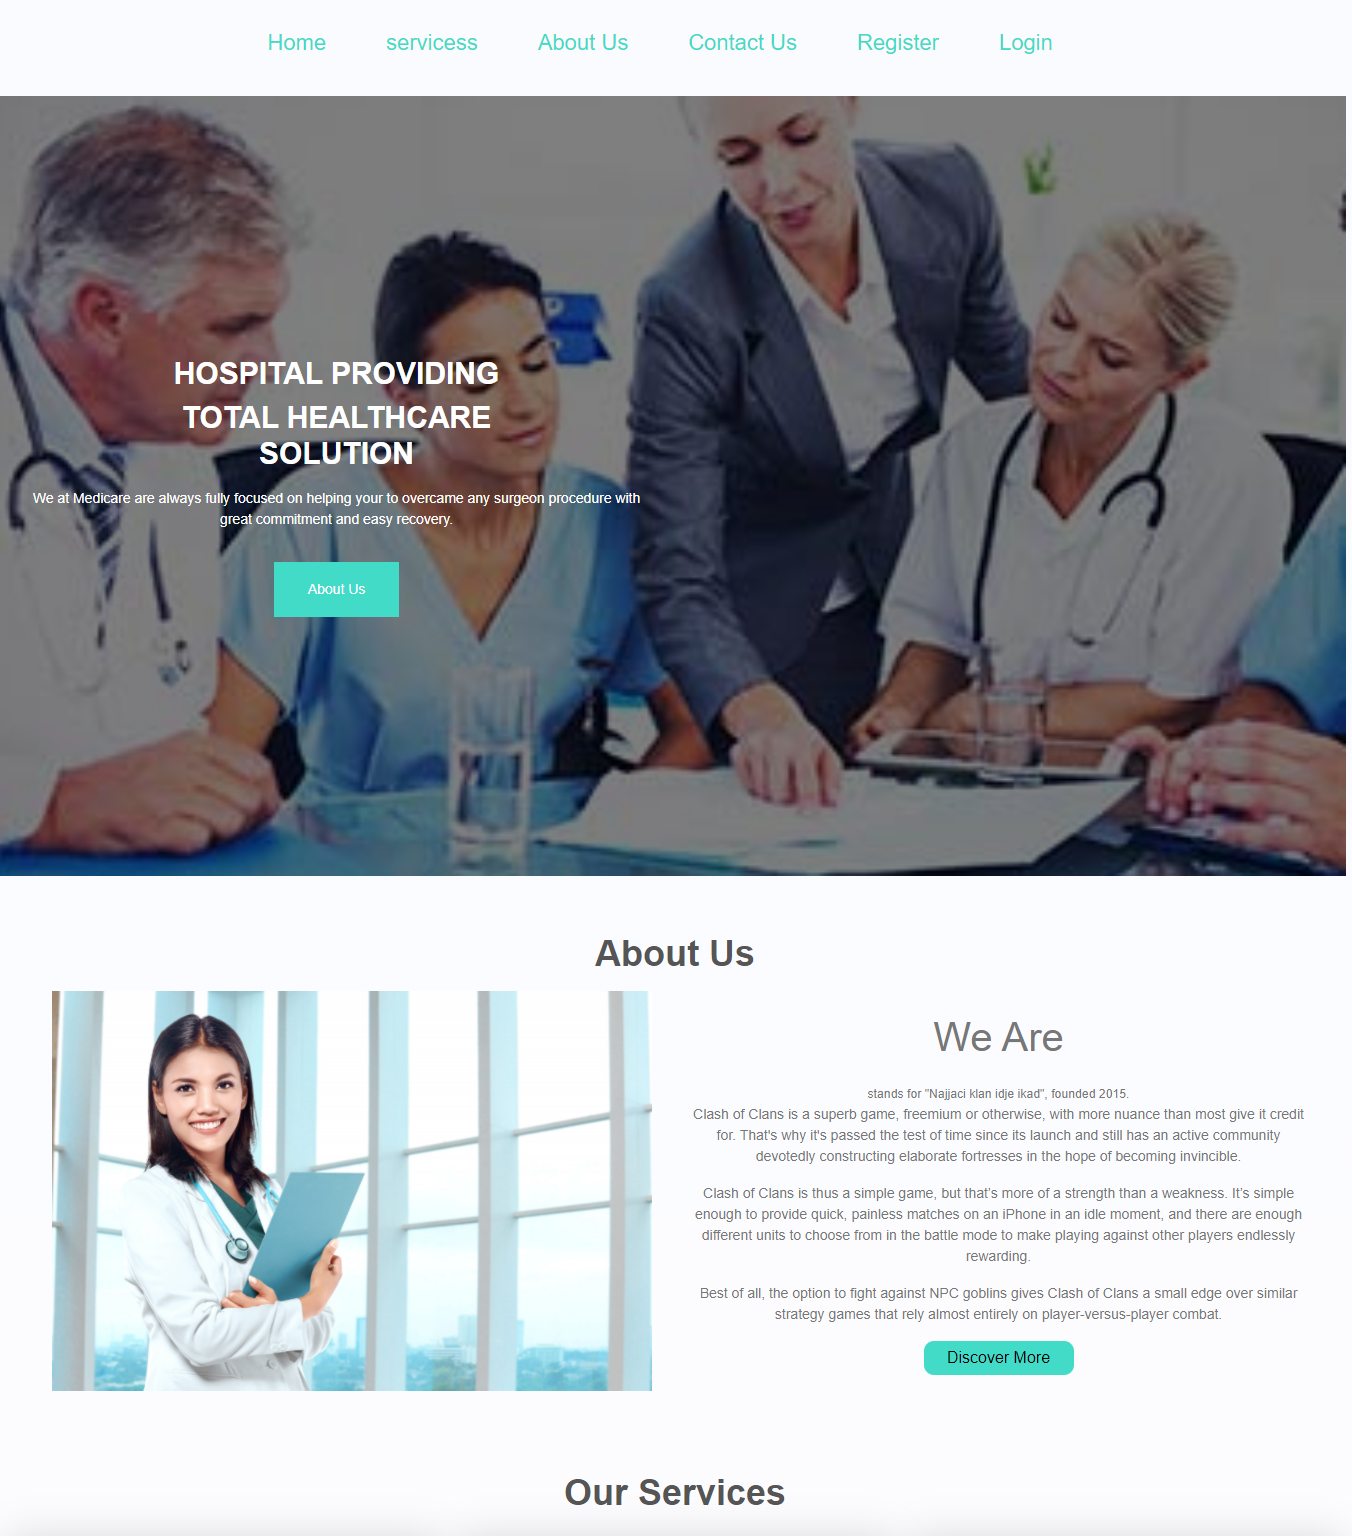 Home servicess About Us Contact Us Register Login
HOSPITAL PROVIDING
TOTAL HEALTHCARE
SOLUTION
We at Medicare are always fully focused on helping your to overcame any surgeon procedure with
great commitment and easy recovery.
About Us
About Us
We Are
stands for "Najjaci klan idje ikad", founded 2015.
Clash of Clans is a superb game, freemium or otherwise, with more nuance than most give it credit
for. That's why it's passed the test of time since its launch and still has an active community
devotedly constructing elaborate fortresses in the hope of becoming invincible.
Clash of Clans is thus a simple game, but that’s more of a strength than a weakness. It’s simple
enough to provide quick, painless matches on an iPhone in an idle moment, and there are enough
different units to choose from in the battle mode to make playing against other players endlessly
rewarding.
Best of all, the option to fight against NPC goblins gives Clash of Clans a small edge over similar
strategy games that rely almost entirely on player-versus-player combat.
Discover More
Our Services